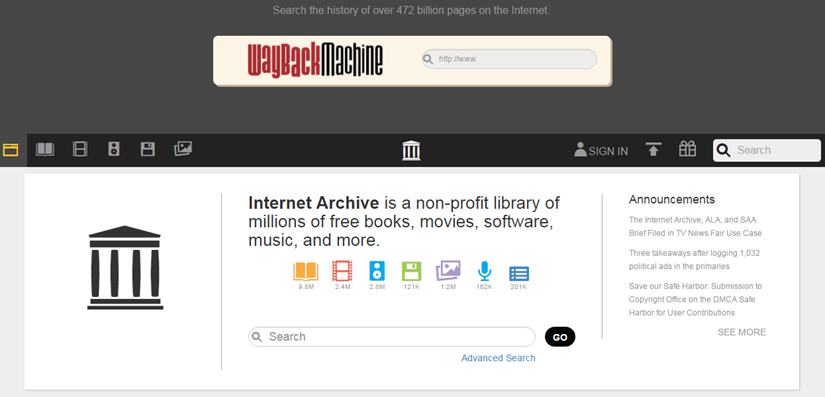 Search the history of over 472 billion pages on the Internet.
WayBackMachine
http://www.
SIGN IN
Search
Internet Archive is a non-profit library of
millions of free books, movies, software,
music, and more.
9.8M 2.4M 2.8M 121K 1.2M 162K 201K
Search
GO
Advanced Search
Announcements
The Internet Archive, ALA, and SAA
Brief Filed in TV News Fair Use Case
Three takeaways after logging 1,032
political ads in the primaries
Save our Safe Harbor: Submission to
Copyright Office on the DMCA Safe
Harbor for User Contributions
SEE MORE